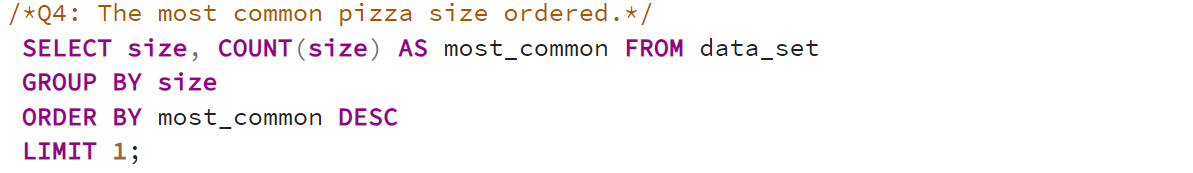 /*Q4: The most common pizza size ordered.*/
SELECT size, COUNT(size) AS most_common FROM data_set
GROUP BY size
ORDER BY most_common DESC
LIMIT 1;